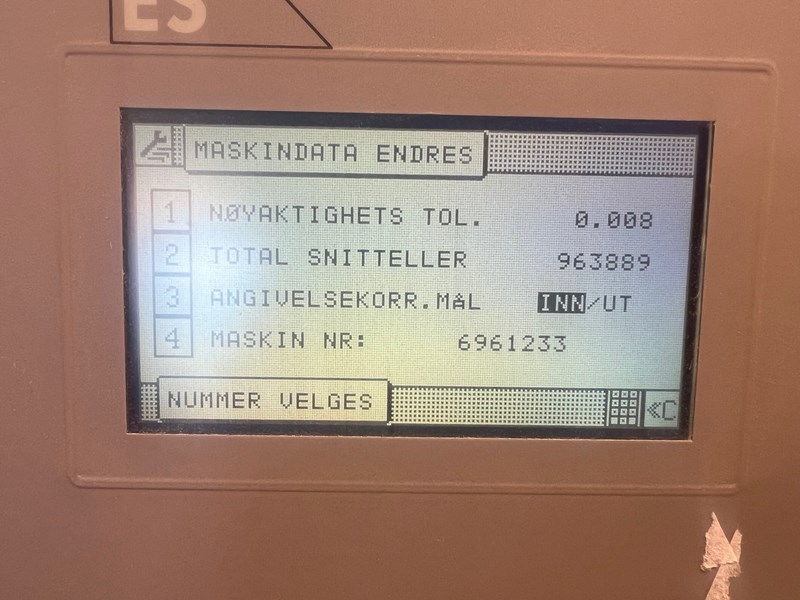 ES
MASKINDATA ENDRES
1 NØYAKTIGHETS TOL. 0.008
2 TOTAL SNITTELLER 963889
3 ANGIVELSEKORR.MÅL INN/UT
4 MASKIN NR: 6961233
NUMMER VELGES «C